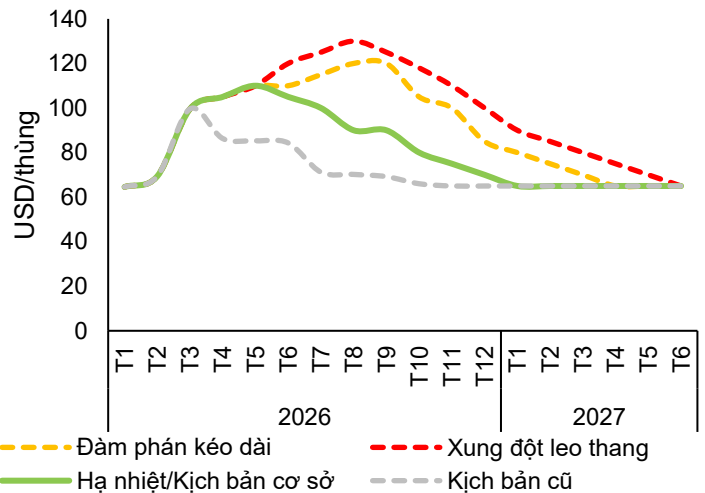 140
120
100
80
60
40
20
0
USD/thùng
T1 T2 T3 T4 T5 T6 T7 T8 T9 T10 T11 T12 T1 T2 T3 T4 T5 T6
2026 2027
Đàm phán kéo dài Xung đột leo thang
Hạ nhiệt/Kịch bản cơ sở Kịch bản cũ